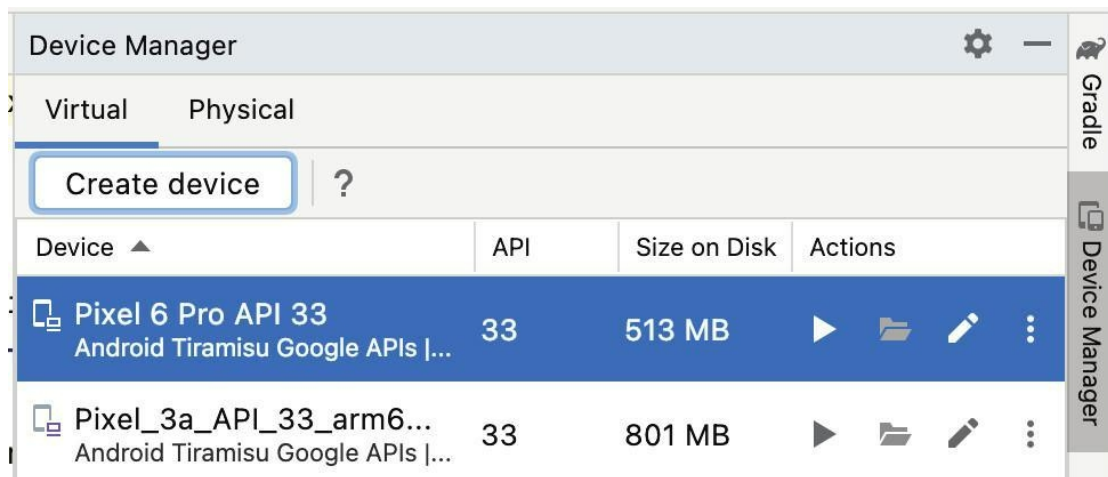 Device Manager
Virtual Physical
Create device ?
Device API Size on Disk Actions
Pixel 6 Pro API 33 33 513 MB
Android Tiramisu Google APIs |...
Pixel_3a_API_33_arm6... 33 801 MB
Android Tiramisu Google APIs |...
Gradle
Device Manager